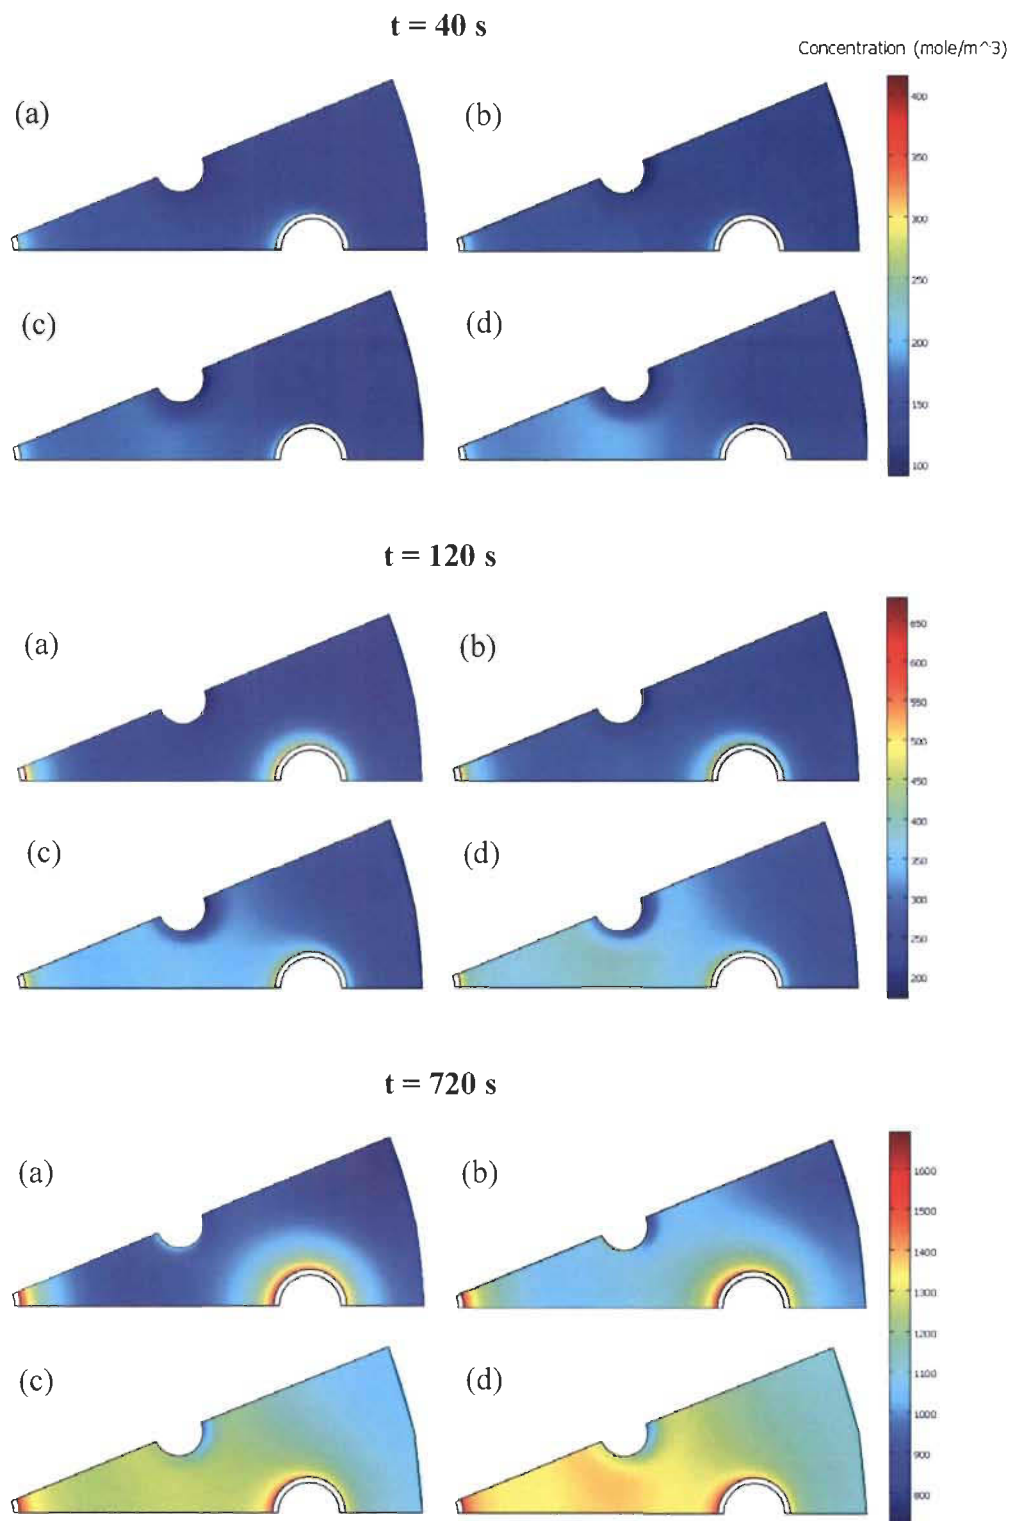 t = 40 s
Concentration (mole/m^3)
(a)
(b)
400
350
300
250
(c)
(d)
200
150
100
t = 120 s
(a)
(b)
650
600
550
500
450
(c)
(d)
400
350
300
250
200
t = 720 s
(a)
(b)
1600
1500
1400
1300
1200
(c)
(d)
1100
1000
900
800